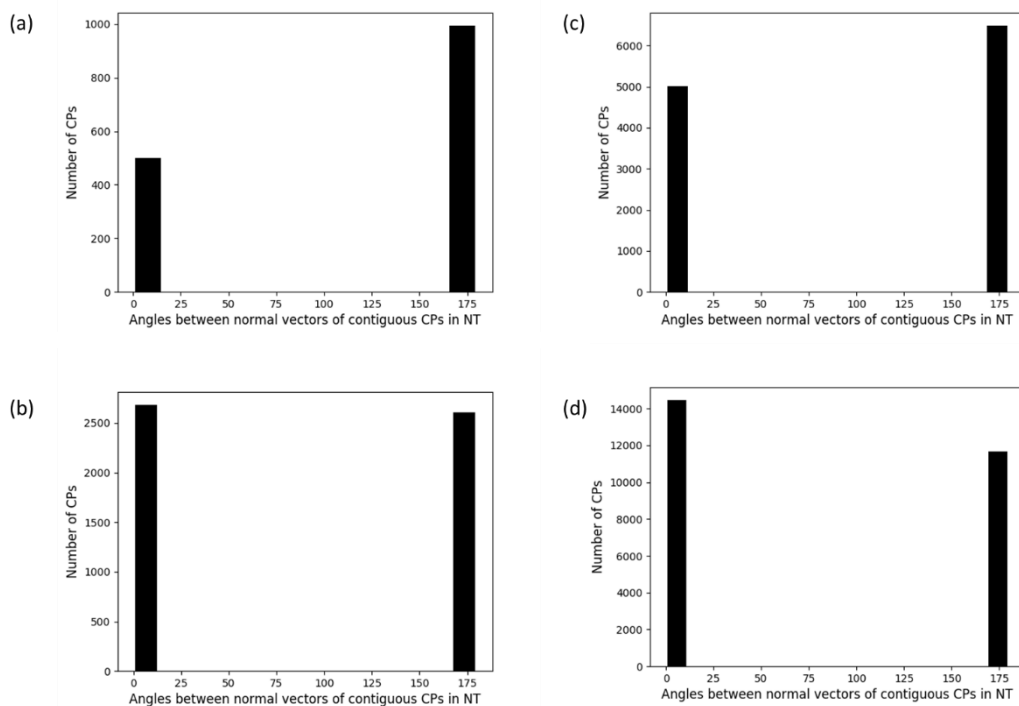 (a)
1000
800
600
400
200
0
Number of CPs
0 25 50 75 100 125 150 175
Angles between normal vectors of contiguous CPs in NT
(c)
6000
5000
4000
3000
2000
1000
0
Number of CPs
0 25 50 75 100 125 150 175
Angles between normal vectors of contiguous CPs in NT
(b)
2500
2000
1500
1000
500
0
Number of CPs
0 25 50 75 100 125 150 175
Angles between normal vectors of contiguous CPs in NT
(d)
14000
12000
10000
8000
6000
4000
2000
0
Number of CPs
0 25 50 75 100 125 150 175
Angles between normal vectors of contiguous CPs in NT